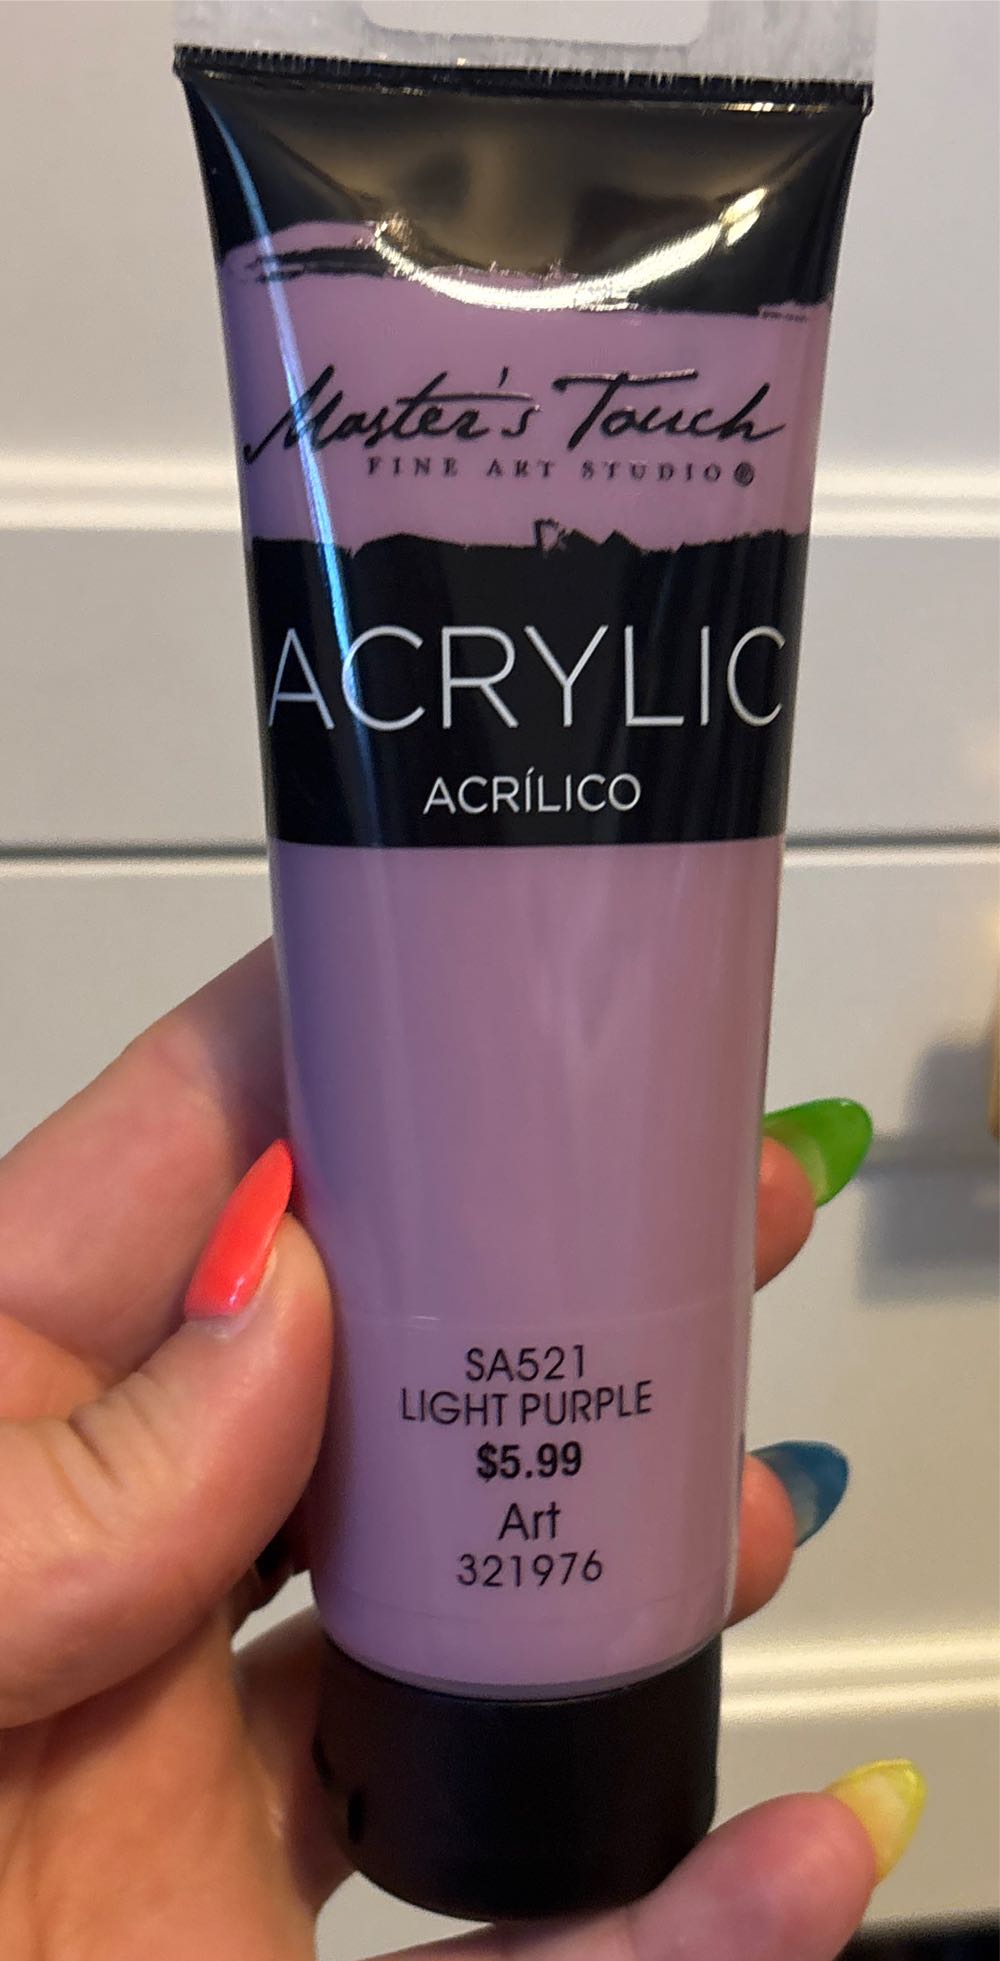 Master's Touch
FINE ART STUDIO®
ACRYLIC
ACRÍLICO
SA521
LIGHT PURPLE
$5.99
Art
321976